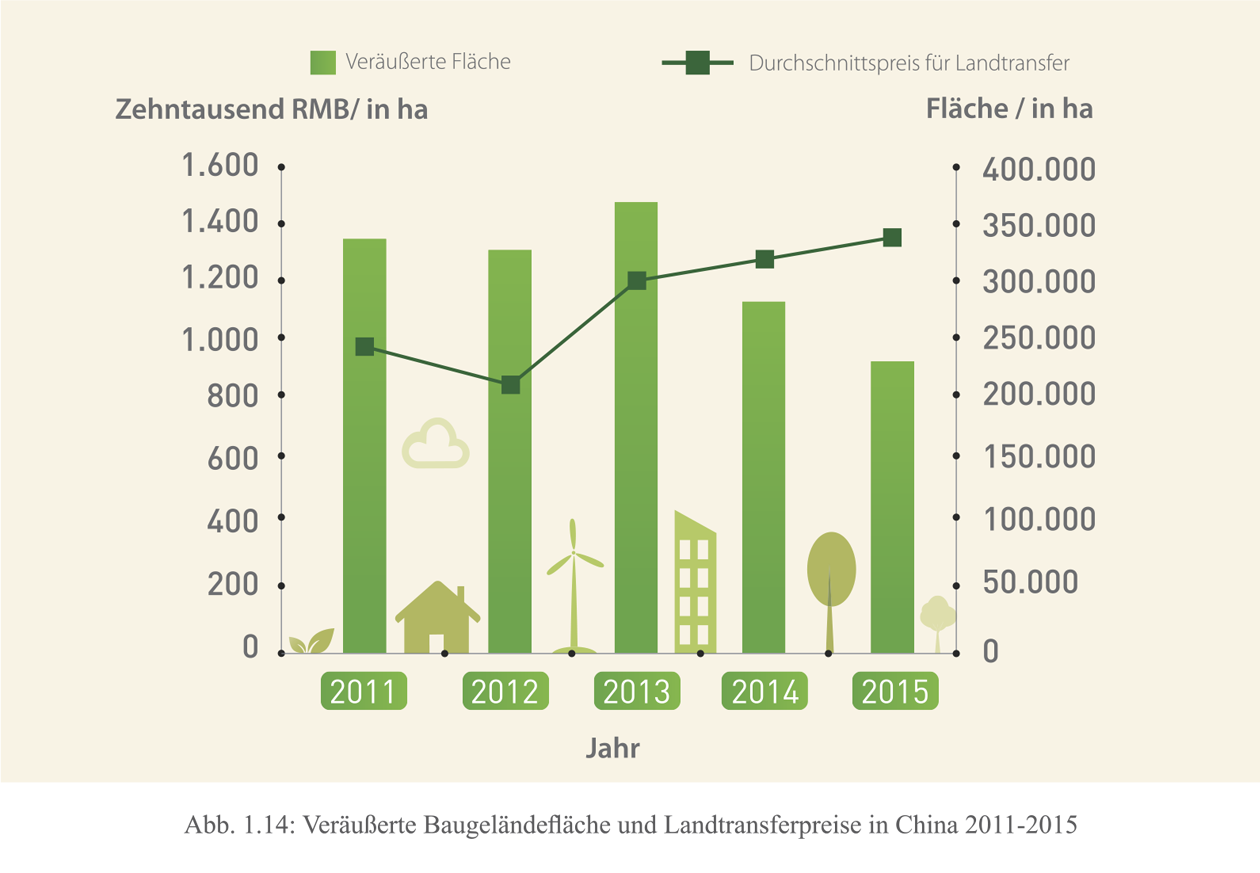 Veräußerte Fläche
Durchschnittspreis für Landtransfer
Zehntausend RMB/ in ha
Fläche / in ha
1.600
1.400
1.200
1.000
800
600
400
200
0
400.000
350.000
300.000
250.000
200.000
150.000
100.000
50.000
0
2011 2012 2013 2014 2015
Jahr
Abb. 1.14: Veräußerte Baugeländefläche und Landtransferpreise in China 2011-2015